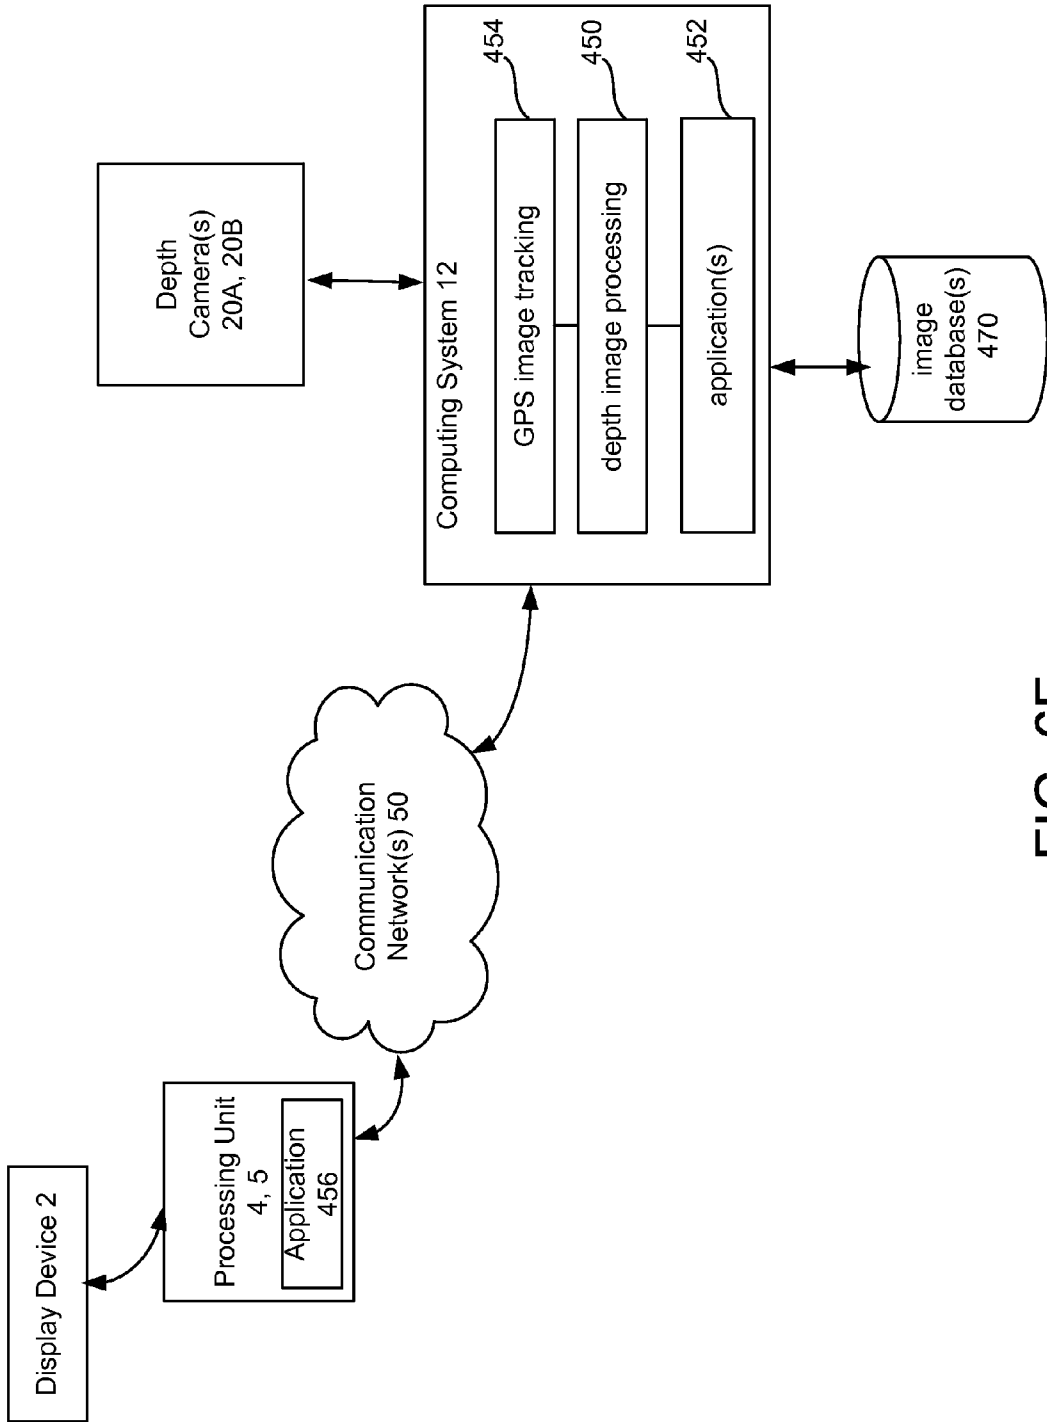 Display Device 2
Processing Unit
4, 5
Application
456
Communication
Network(s) 50
Depth
Camera(s)
20A, 20B
Computing System 12
454
GPS image tracking
450
depth image processing
452
application(s)
image
database(s)
470
FIG